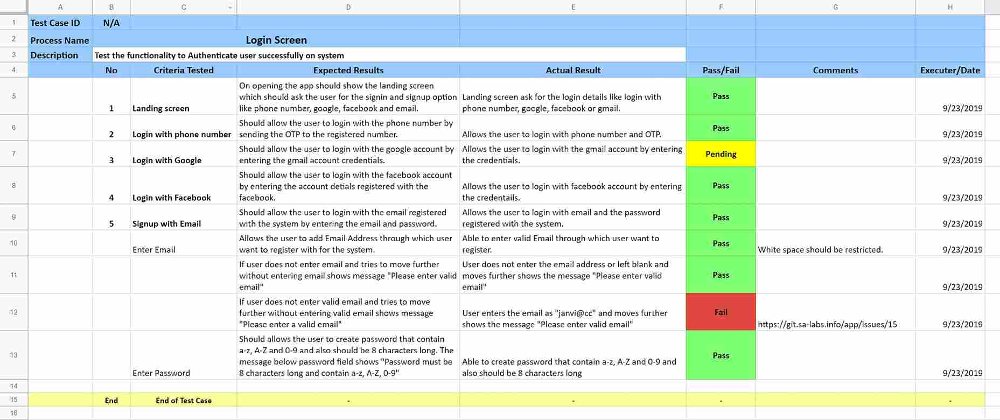 A B C D E F G H
1 Test Case ID N/A
2 Process Name Login Screen
3 Description Test the functionality to Authenticate user successfully on system
4 No Criteria Tested Expected Results Actual Result Pass/Fail Comments Executer/Date
On opening the app should show the landing screen
which should ask the user for the signin and signup option
like phone number, google, facebook and email.
Landing screen ask for the login details like login with
phone number, google, facebook or gmail.
5 1 Landing screen Pass 9/23/2019
Should allow the user to login with the phone number by
sending the OTP to the registered number.
Allows the user to login with phone number and OTP.
6 2 Login with phone number Pass 9/23/2019
Should allow the user to login with the google account by
entering the gmail account credentials.
Allows the user to login with the gmail account by entering
the credentials.
7 3 Login with Google Pending 9/23/2019
Should allow the user to login with the facebook account
by entering the account detials registered with the
facebook.
Allows the user to login with facebook account by entering
the credentails.
8 4 Login with Facebook Pass 9/23/2019
Should allow the user to login with the email registered
with the system by entering the email and password.
Allows the user to login with email and the password
registered with the system.
9 5 Signup with Email Pass 9/23/2019
Allows the user to add Email Address through which user
want to register with for the system.
Able to enter valid Email through which user want to
register.
10 Enter Email Pass White space should be restricted. 9/23/2019
If user does not enter email and tries to move further
without entering email shows message "Please enter valid
email"
User does not enter the email address or left blank and
moves further shows the message "Please enter valid
email"
11 Pass 9/23/2019
If user does not enter valid email and tries to move
further without entering valid email shows message
"Please enter a valid email"
User enters the email as "janvi@cc" and moves further
shows the message "Please enter valid email"
12 Fail https://git.sa-labs.info/app/issues/15 9/23/2019
Should allows the user to create password that contain
a-z, A-Z and 0-9 and also should be 8 characters long. The
message below password field shows "Password must be
8 characters long and contain a-z, A-Z, 0-9"
Able to create password that contain a-z, A-Z and 0-9 and
also should be 8 characters long
13 Enter Password Pass 9/23/2019
14
15 End End of Test Case - - - -
16